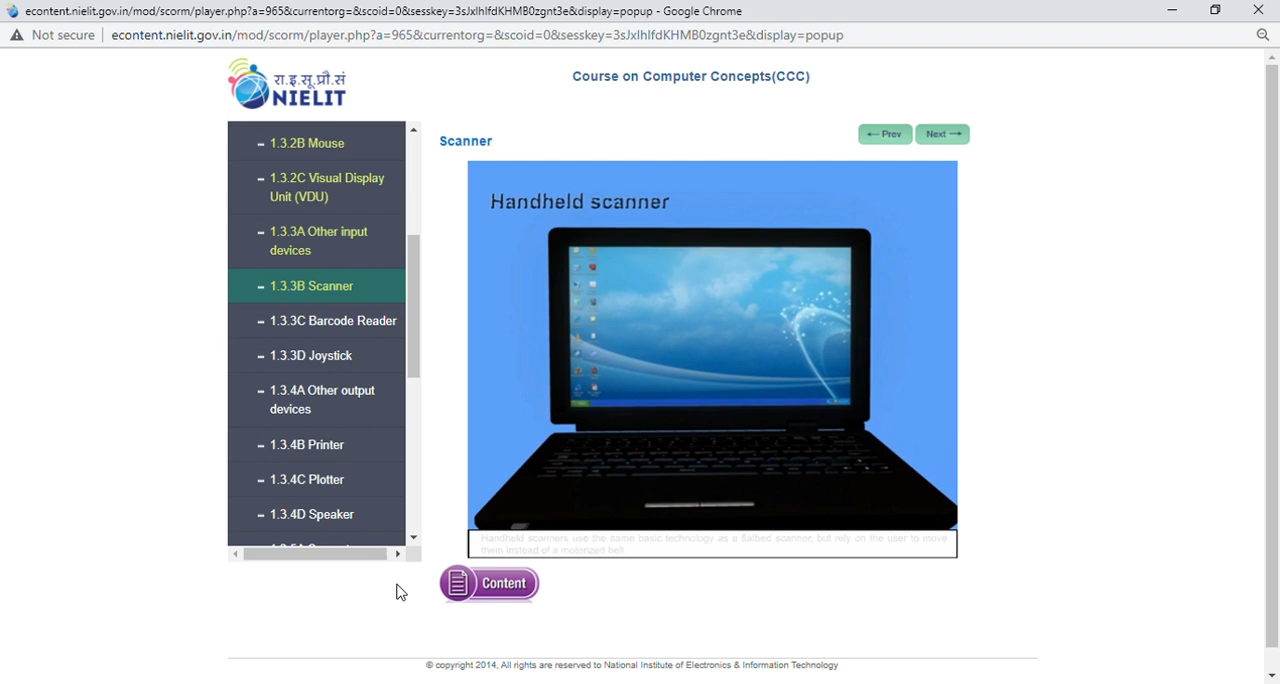 econtent.nielit.gov.in/mod/scorm/player.php?a=965&currentorg=&scoid=0&sesskey=3sJxlhlfdKHMB0zgnt3e&display=popup - Google Chrome
Not secure
econtent.nielit.gov.in/mod/scorm/player.php?a=965&currentorg=&scoid=0&sesskey=3sJxlhlfdKHMB0zgnt3e&display=popup
रा.इ.सू.प्रौ.सं
NIELIT
Course on Computer Concepts(CCC)
1.3.2B Mouse
1.3.2C Visual Display
Unit (VDU)
1.3.3A Other input
devices
1.3.3B Scanner
1.3.3C Barcode Reader
1.3.3D Joystick
1.3.4A Other output
devices
1.3.4B Printer
1.3.4C Plotter
1.3.4D Speaker
Scanner
← Prev
Next →
Handheld scanner
Handheld scanners use the same basic technology as a flatbed scanner, but rely on the user to move
them instead of a motorized belt.
Content
© copyright 2014, All rights are reserved to National Institute of Electronics & Information Technology